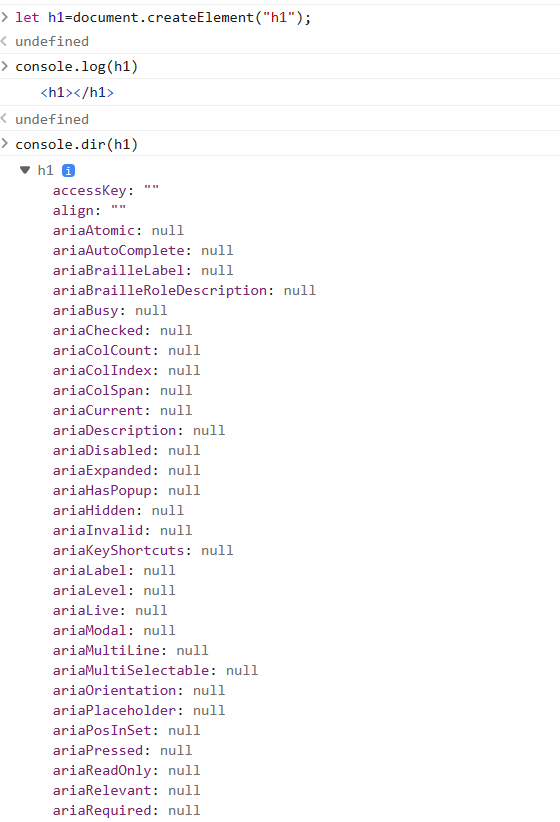 let h1=document.createElement("h1");
undefined
console.log(h1)
<h1></h1>
undefined
console.dir(h1)
h1 i
accessKey: ""
align: ""
ariaAtomic: null
ariaAutoComplete: null
ariaBrailleLabel: null
ariaBrailleRoleDescription: null
ariaBusy: null
ariaChecked: null
ariaColCount: null
ariaColIndex: null
ariaColSpan: null
ariaCurrent: null
ariaDescription: null
ariaDisabled: null
ariaExpanded: null
ariaHasPopup: null
ariaHidden: null
ariaInvalid: null
ariaKeyShortcuts: null
ariaLabel: null
ariaLevel: null
ariaLive: null
ariaModal: null
ariaMultiLine: null
ariaMultiSelectable: null
ariaOrientation: null
ariaPlaceholder: null
ariaPosInSet: null
ariaPressed: null
ariaReadOnly: null
ariaRelevant: null
ariaRequired: null